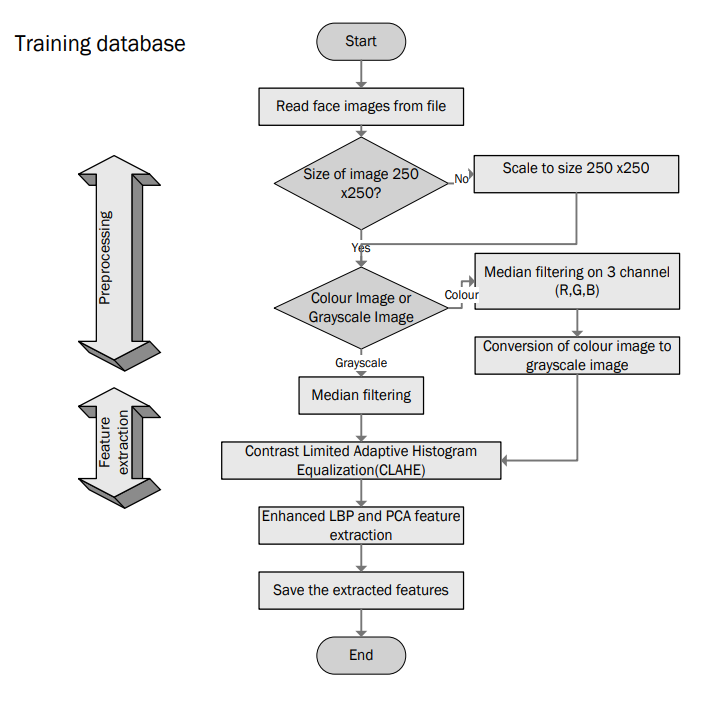 Training database
Start
Read face images from file
Size of image 250
x250?
No
Scale to size 250 x250
Yes
Preprocessing
Colour Image or
Grayscale Image
Colour
Median filtering on 3 channel
(R,G,B)
Conversion of colour image to
grayscale image
Grayscale
Median filtering
Feature
extraction
Contrast Limited Adaptive Histogram
Equalization(CLAHE)
Enhanced LBP and PCA feature
extraction
Save the extracted features
End